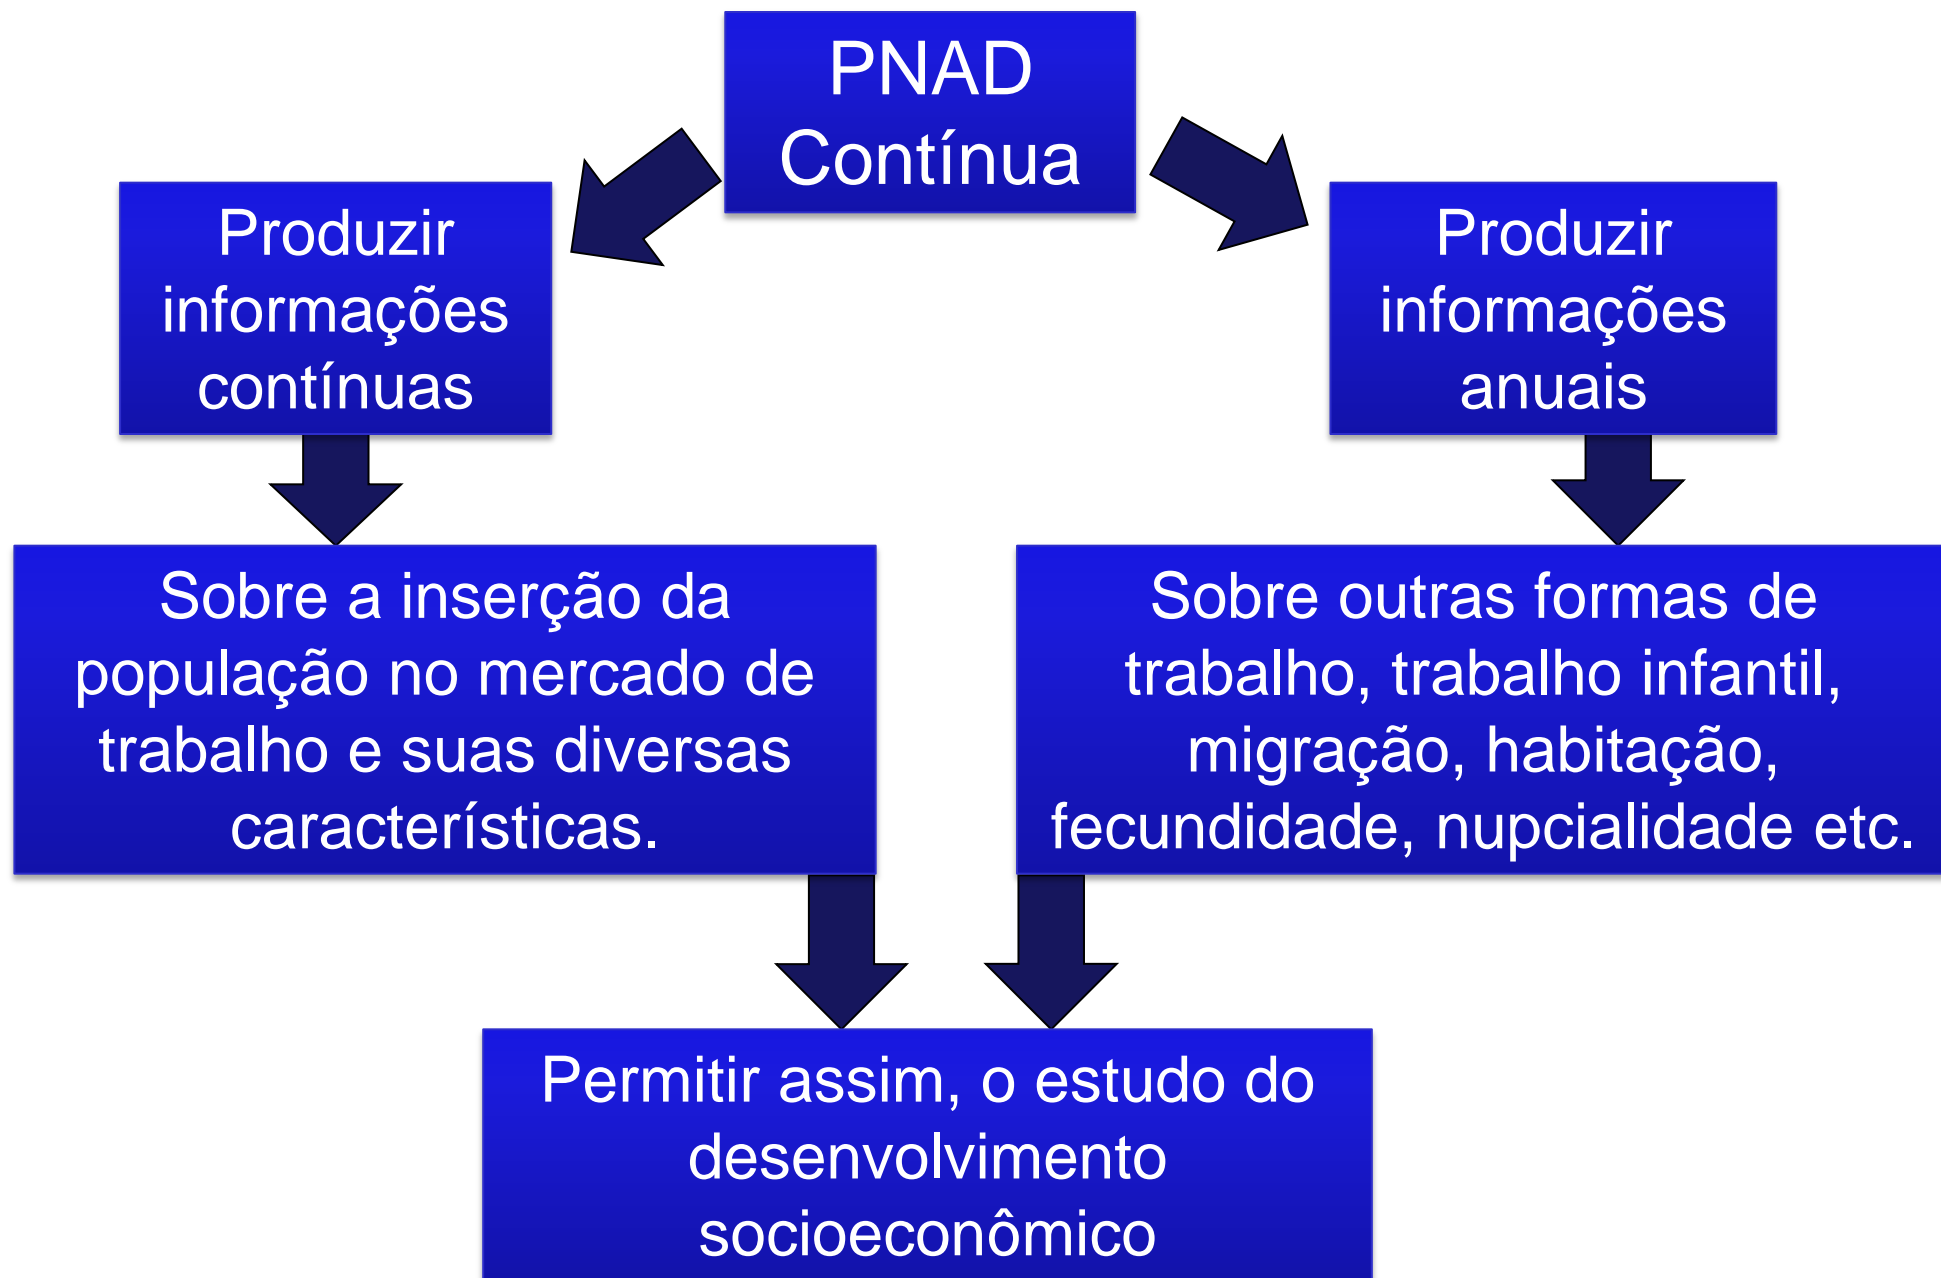 PNAD
Contínua
Produzir
informações
contínuas
Produzir
informações
anuais
Sobre a inserção da
população no mercado de
trabalho e suas diversas
características.
Sobre outras formas de
trabalho, trabalho infantil,
migração, habitação,
fecundidade, nupcialidade etc.
Permitir assim, o estudo do
desenvolvimento
socioeconômico